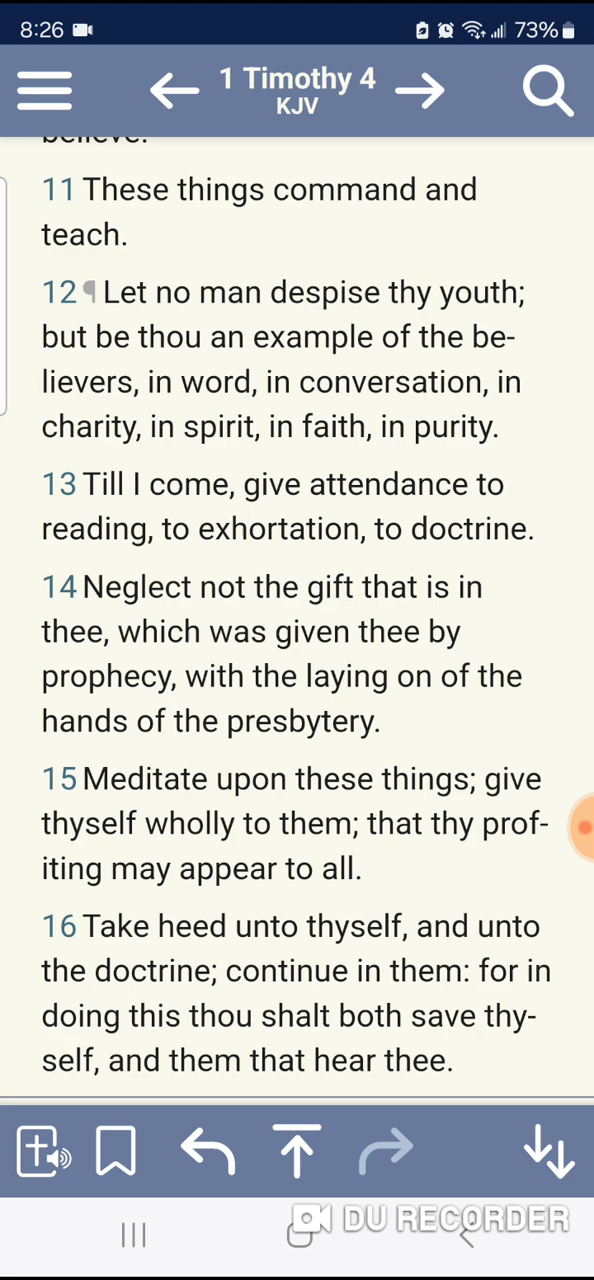 8:26 73%
1 Timothy 4
KJV
believe.
11 These things command and
teach.
12 ¶ Let no man despise thy youth;
but be thou an example of the be-
lievers, in word, in conversation, in
charity, in spirit, in faith, in purity.
13 Till I come, give attendance to
reading, to exhortation, to doctrine.
14 Neglect not the gift that is in
thee, which was given thee by
prophecy, with the laying on of the
hands of the presbytery.
15 Meditate upon these things; give
thyself wholly to them; that thy prof-
iting may appear to all.
16 Take heed unto thyself, and unto
the doctrine; continue in them: for in
doing this thou shalt both save thy-
self, and them that hear thee.
DU RECORDER